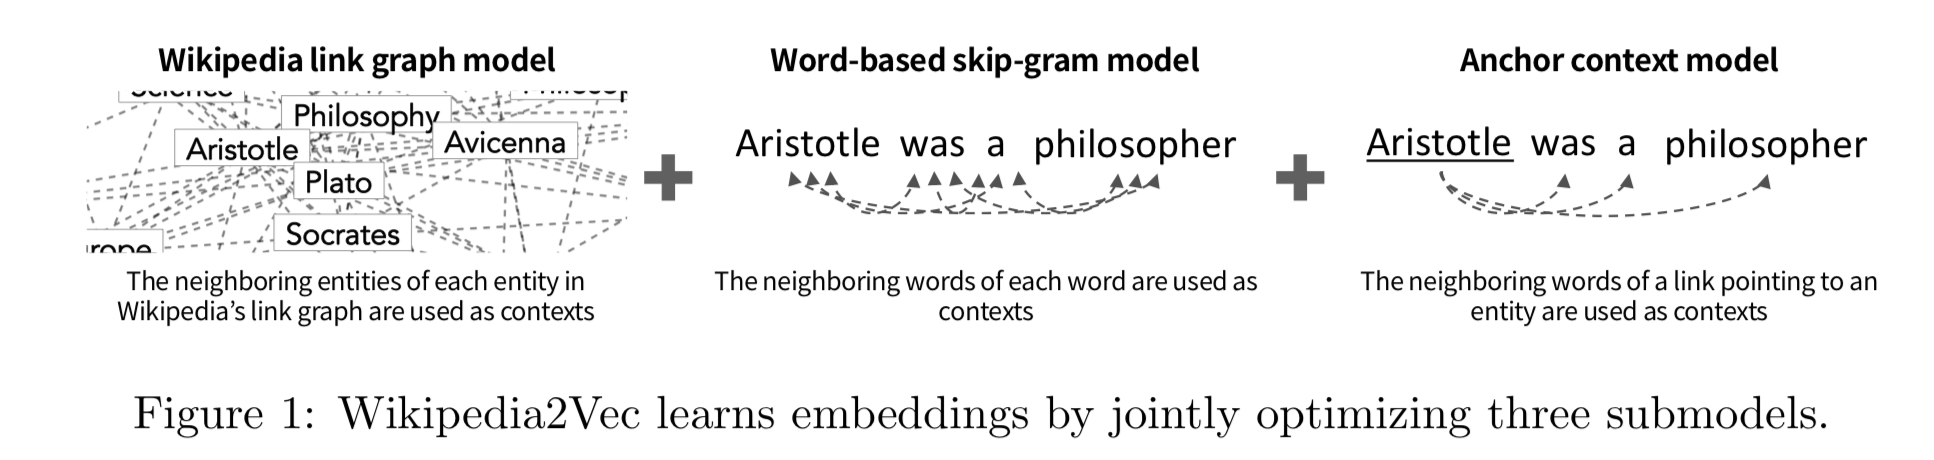 Wikipedia link graph model
Science
Philosophy
Aristotle
Avicenna
Plato
Socrates
The neighboring entities of each entity in
Wikipedia's link graph are used as contexts
Word-based skip-gram model
Aristotle was a philosopher
The neighboring words of each word are used as
contexts
Anchor context model
Aristotle was a philosopher
The neighboring words of a link pointing to an
entity are used as contexts
Figure 1: Wikipedia2Vec learns embeddings by jointly optimizing three submodels.